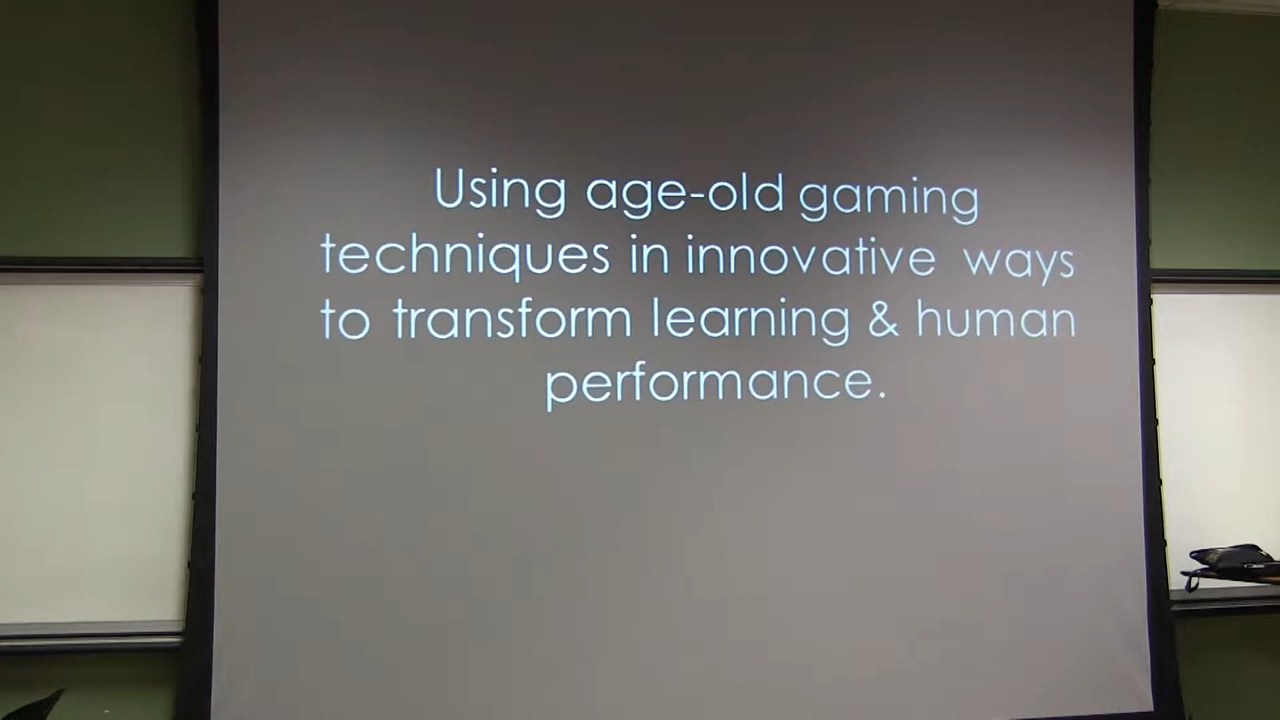 Using age-old gaming
techniques in innovative ways
to transform learning & human
performance.